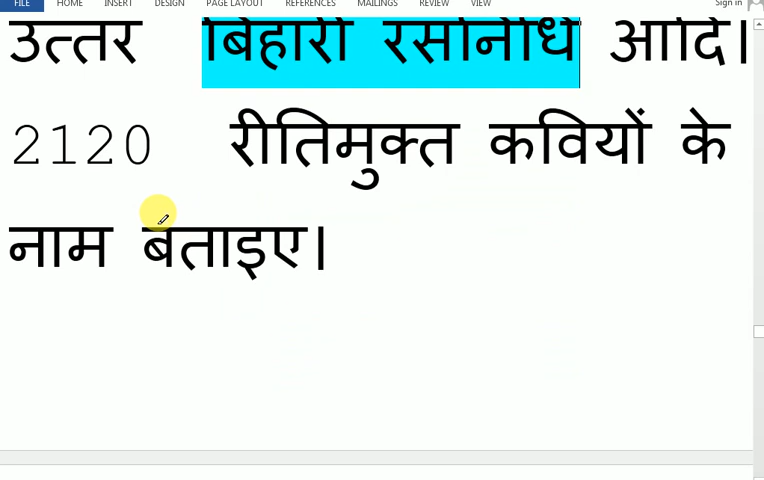 FILE HOME INSERT DESIGN PAGE LAYOUT REFERENCES MAILINGS REVIEW VIEW Sign in
उत्तर बिहारी रसनिधि आदि।
2120 रीतिमुक्त कवियों के
नाम बताइए।